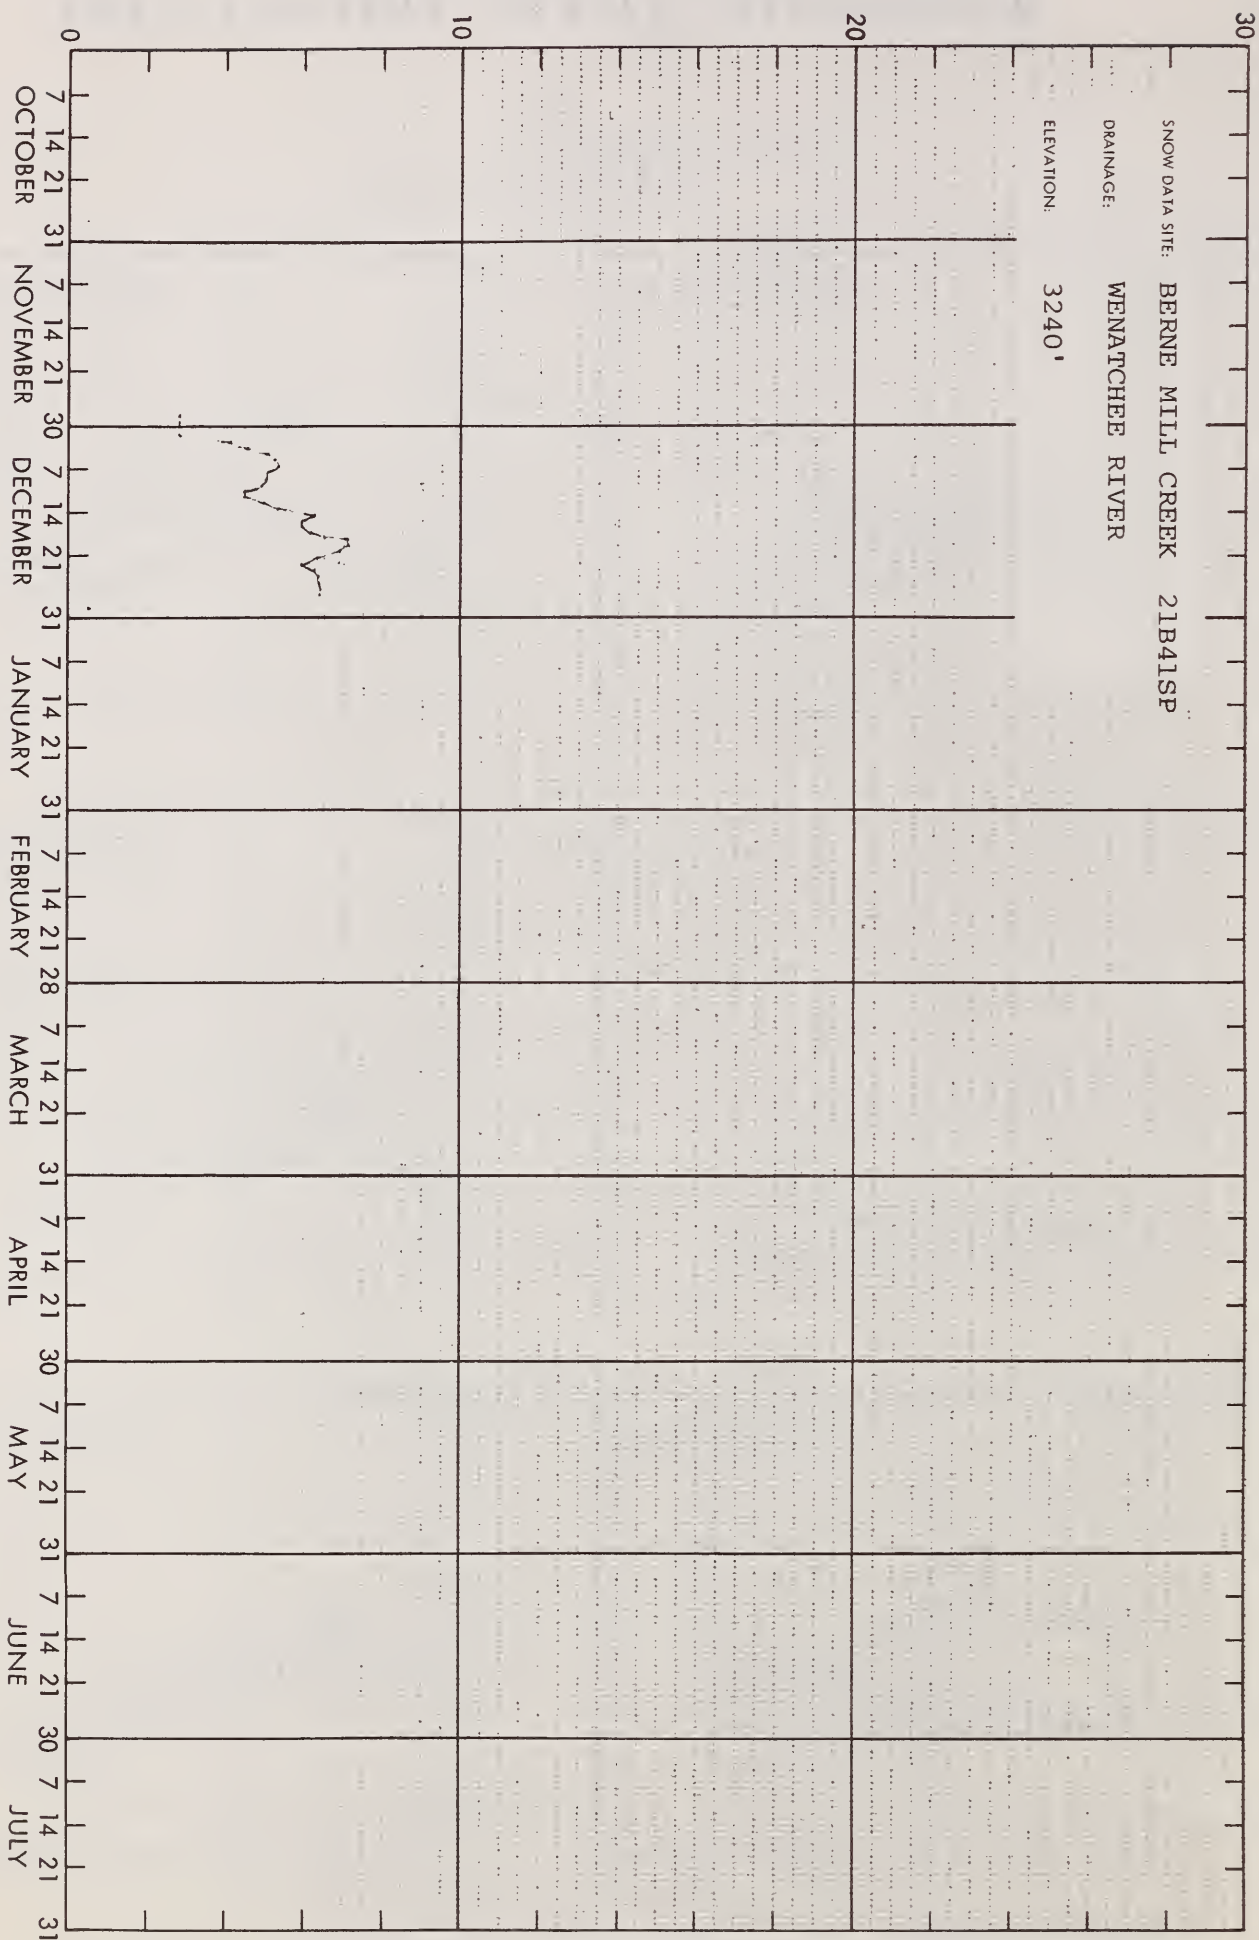 SNOW DATA SITE: BERNE MILL CREEK 21B41SP
DRAINAGE: WENATCHEE RIVER
ELEVATION: 3240'
30
20
10
0
7 14 21 31 7 14 21 30 7 14 21 31 7 14 21 31 7 14 21 28 7 14 21 31 7 14 21 30 7 14 21 31 7 14 21 30 7 14 21 31
OCTOBER NOVEMBER DECEMBER JANUARY FEBRUARY MARCH APRIL MAY JUNE JULY